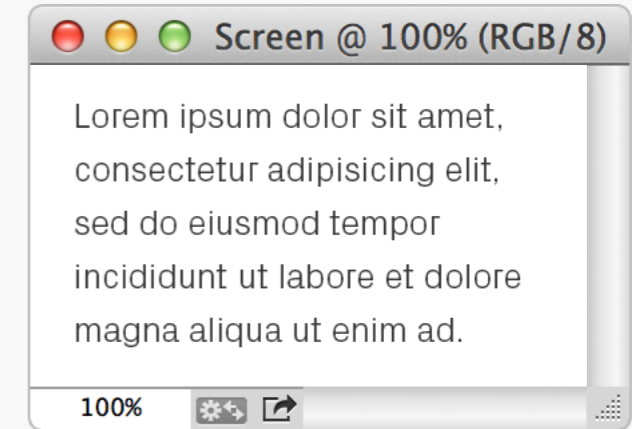 Screen @ 100% (RGB/8)
Lorem ipsum dolor sit amet,
consectetur adipisicing elit,
sed do eiusmod tempor
incididunt ut labore et dolore
magna aliqua ut enim ad.
100%